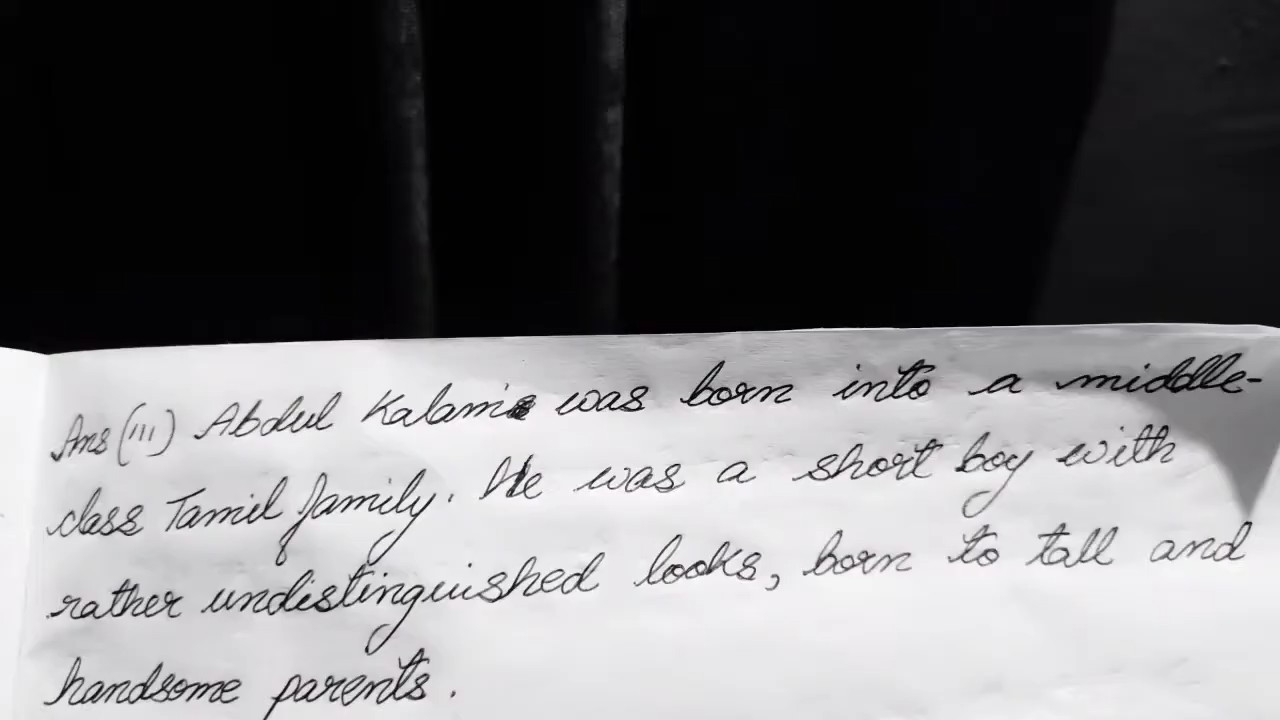 Ans (iii) Abdul Kalam was born into a middle-
class Tamil family. He was a short boy with
rather undistinguished looks, born to tall and
handsome parents.